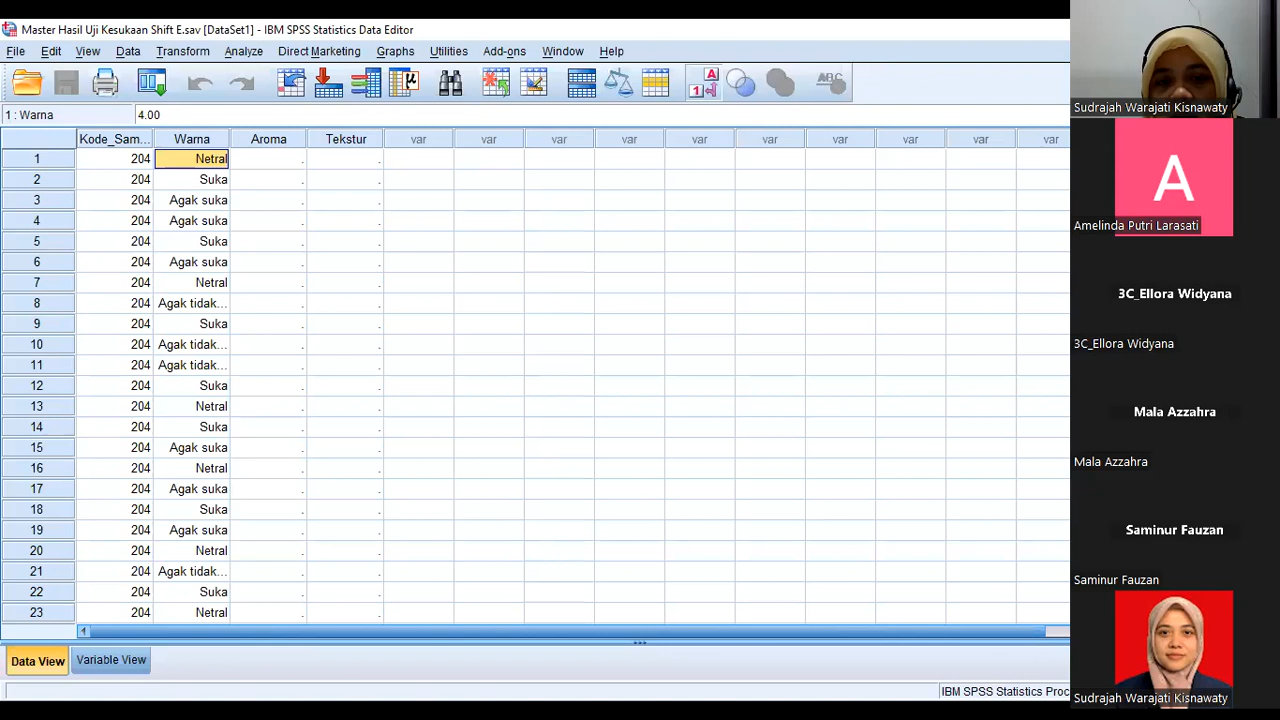 Master Hasil Uji Kesukaan Shift E.sav [DataSet1] - IBM SPSS Statistics Data Editor
File Edit View Data Transform Analyze Direct Marketing Graphs Utilities Add-ons Window Help
1 : Warna 4.00
Kode_Sam... Warna Aroma Tekstur var var var var var var var var var var
1 204 Netral . .
2 204 Suka . .
3 204 Agak suka . .
4 204 Agak suka . .
5 204 Suka . .
6 204 Agak suka . .
7 204 Netral . .
8 204 Agak tidak... . .
9 204 Suka . .
10 204 Agak tidak... . .
11 204 Agak tidak... . .
12 204 Suka . .
13 204 Netral . .
14 204 Suka . .
15 204 Agak suka . .
16 204 Netral . .
17 204 Agak suka . .
18 204 Suka . .
19 204 Agak suka . .
20 204 Netral . .
21 204 Agak tidak... . .
22 204 Suka . .
23 204 Netral . .
Data View Variable View
IBM SPSS Statistics Proc
Sudrajah Warajati Kisnawaty
A
Amelinda Putri Larasati
3C_Ellora Widyana
3C_Ellora Widyana
Mala Azzahra
Mala Azzahra
Saminur Fauzan
Saminur Fauzan
Sudrajah Warajati Kisnawaty